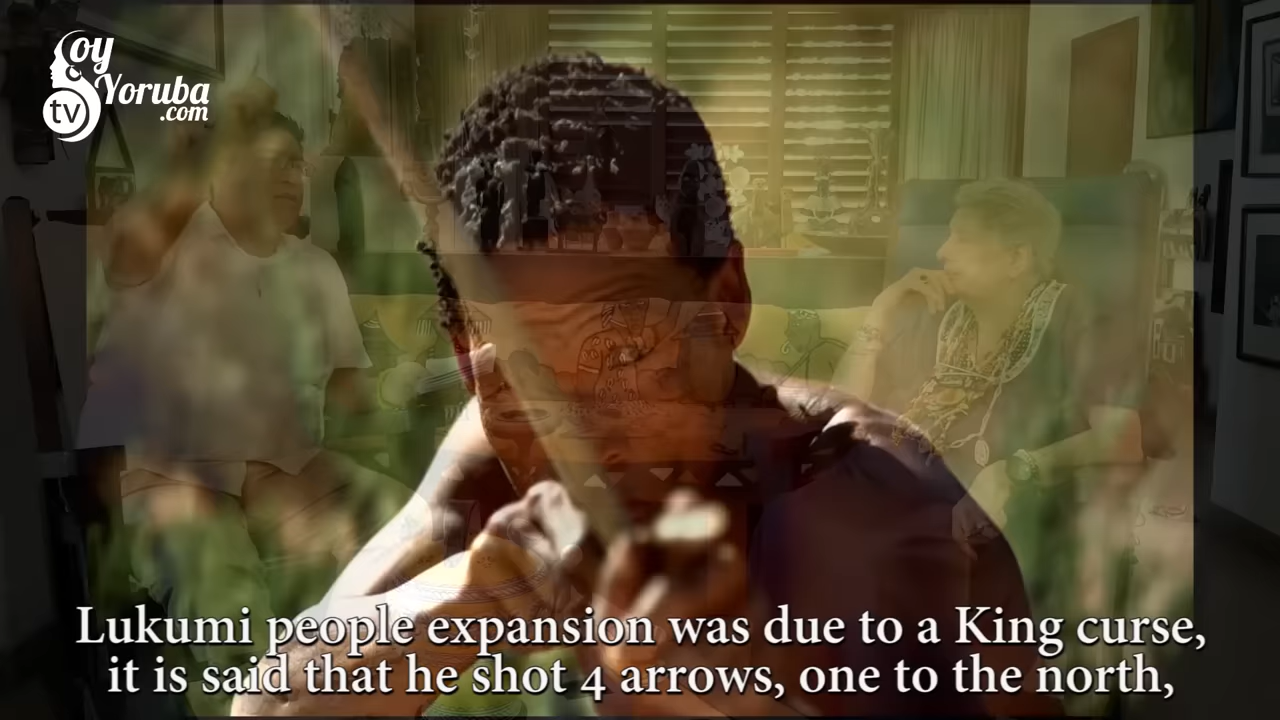 Soy
Yoruba
tv
.com
Lukumi people expansion was due to a King curse,
it is said that he shot 4 arrows, one to the north,